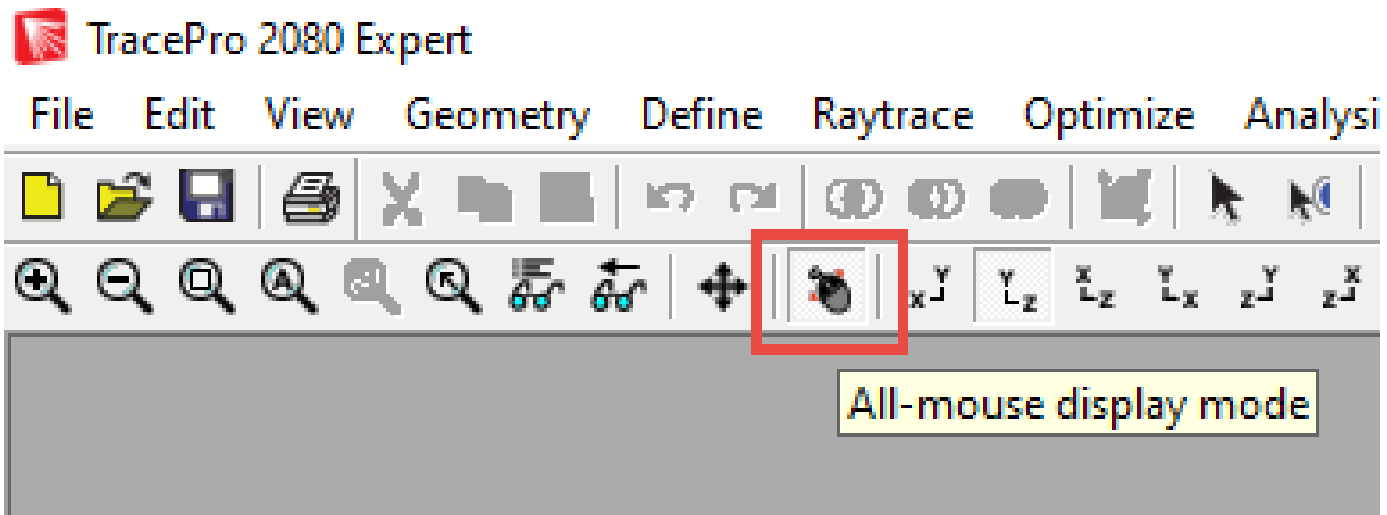 TracePro 2080 Expert
File Edit View Geometry Define Raytrace Optimize Analysi
A
X Y Y Z X Z Y X Z Y Z X
All-mouse display mode